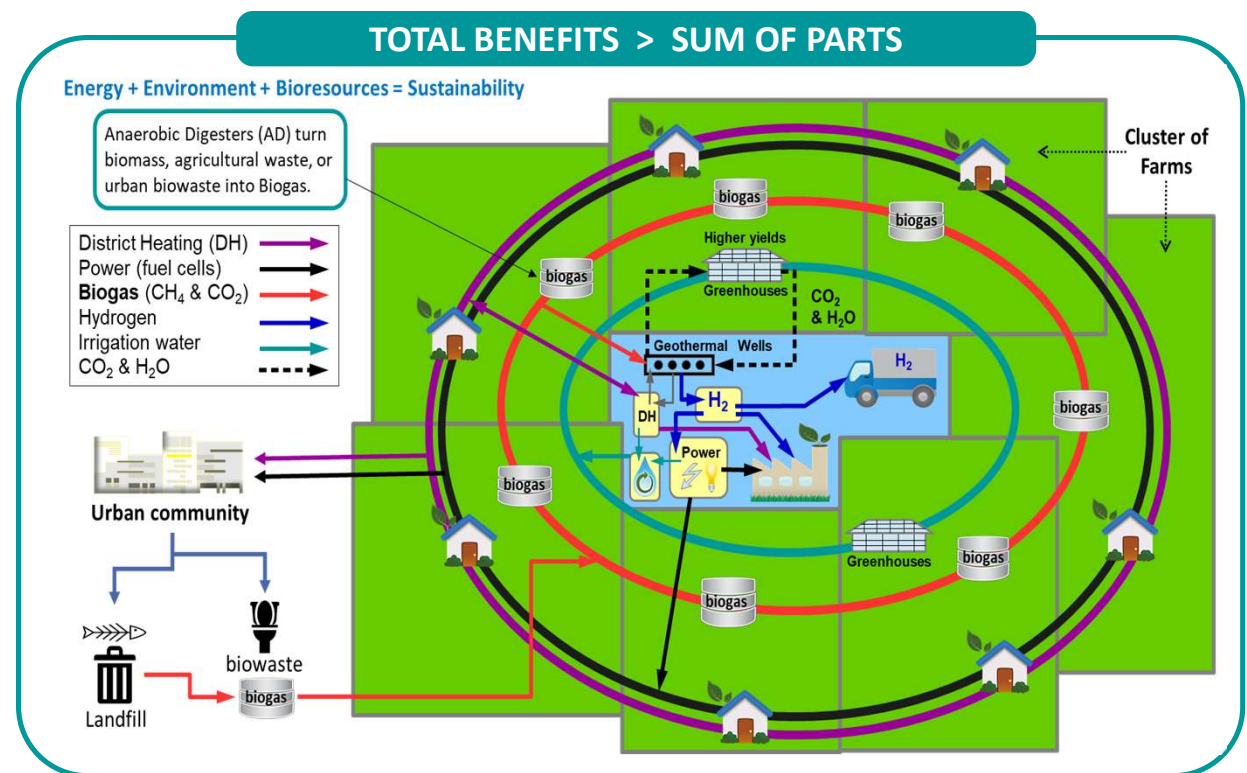 TOTAL BENEFITS > SUM OF PARTS
Energy + Environment + Bioresources = Sustainability
Anaerobic Digesters (AD) turn
biomass, agricultural waste, or
urban biowaste into Biogas.
Cluster of
Farms
District Heating (DH)
Power (fuel cells)
Biogas (CH₄ & CO₂)
Hydrogen
Irrigation water
CO₂ & H₂O
biogas
biogas
biogas
Higher yields
Greenhouses
CO₂
& H₂O
Geothermal Wells
H₂
H₂
DH
Power
biogas
biogas
Urban community
Greenhouses
biogas
biogas
biowaste
biogas
Landfill